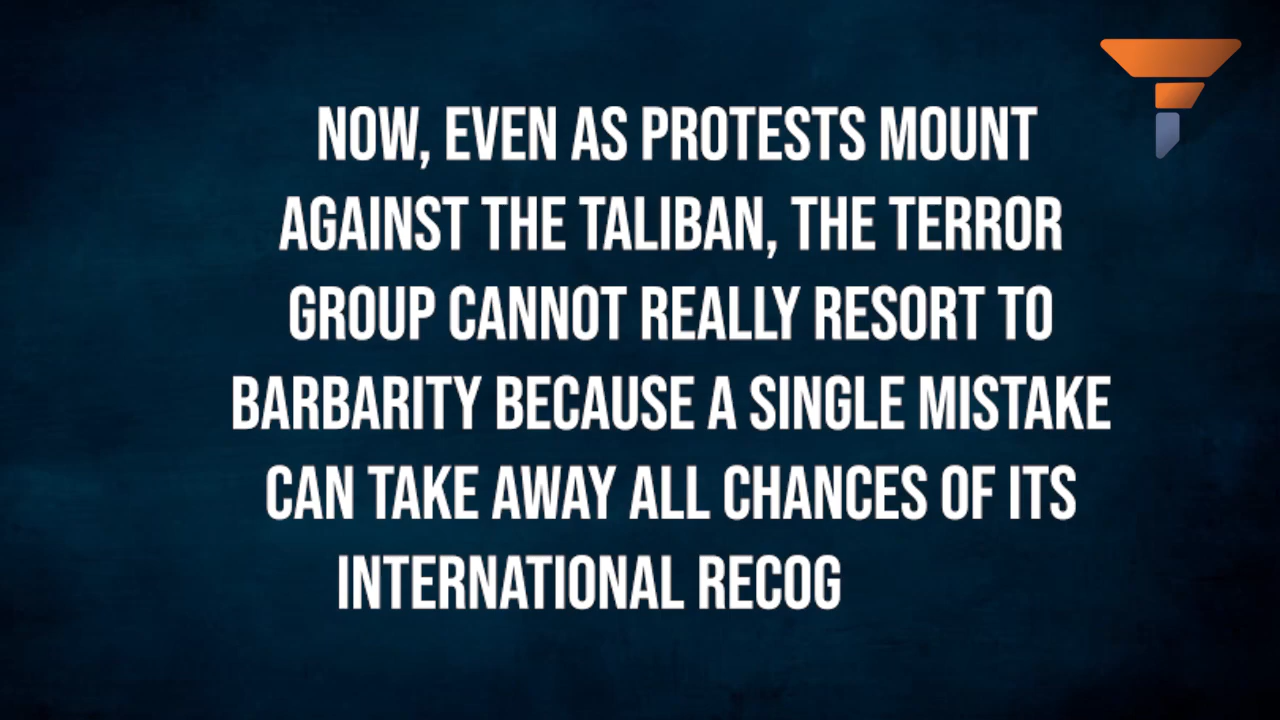 NOW, EVEN AS PROTESTS MOUNT
AGAINST THE TALIBAN, THE TERROR
GROUP CANNOT REALLY RESORT TO
BARBARITY BECAUSE A SINGLE MISTAKE
CAN TAKE AWAY ALL CHANCES OF ITS
INTERNATIONAL RECOG